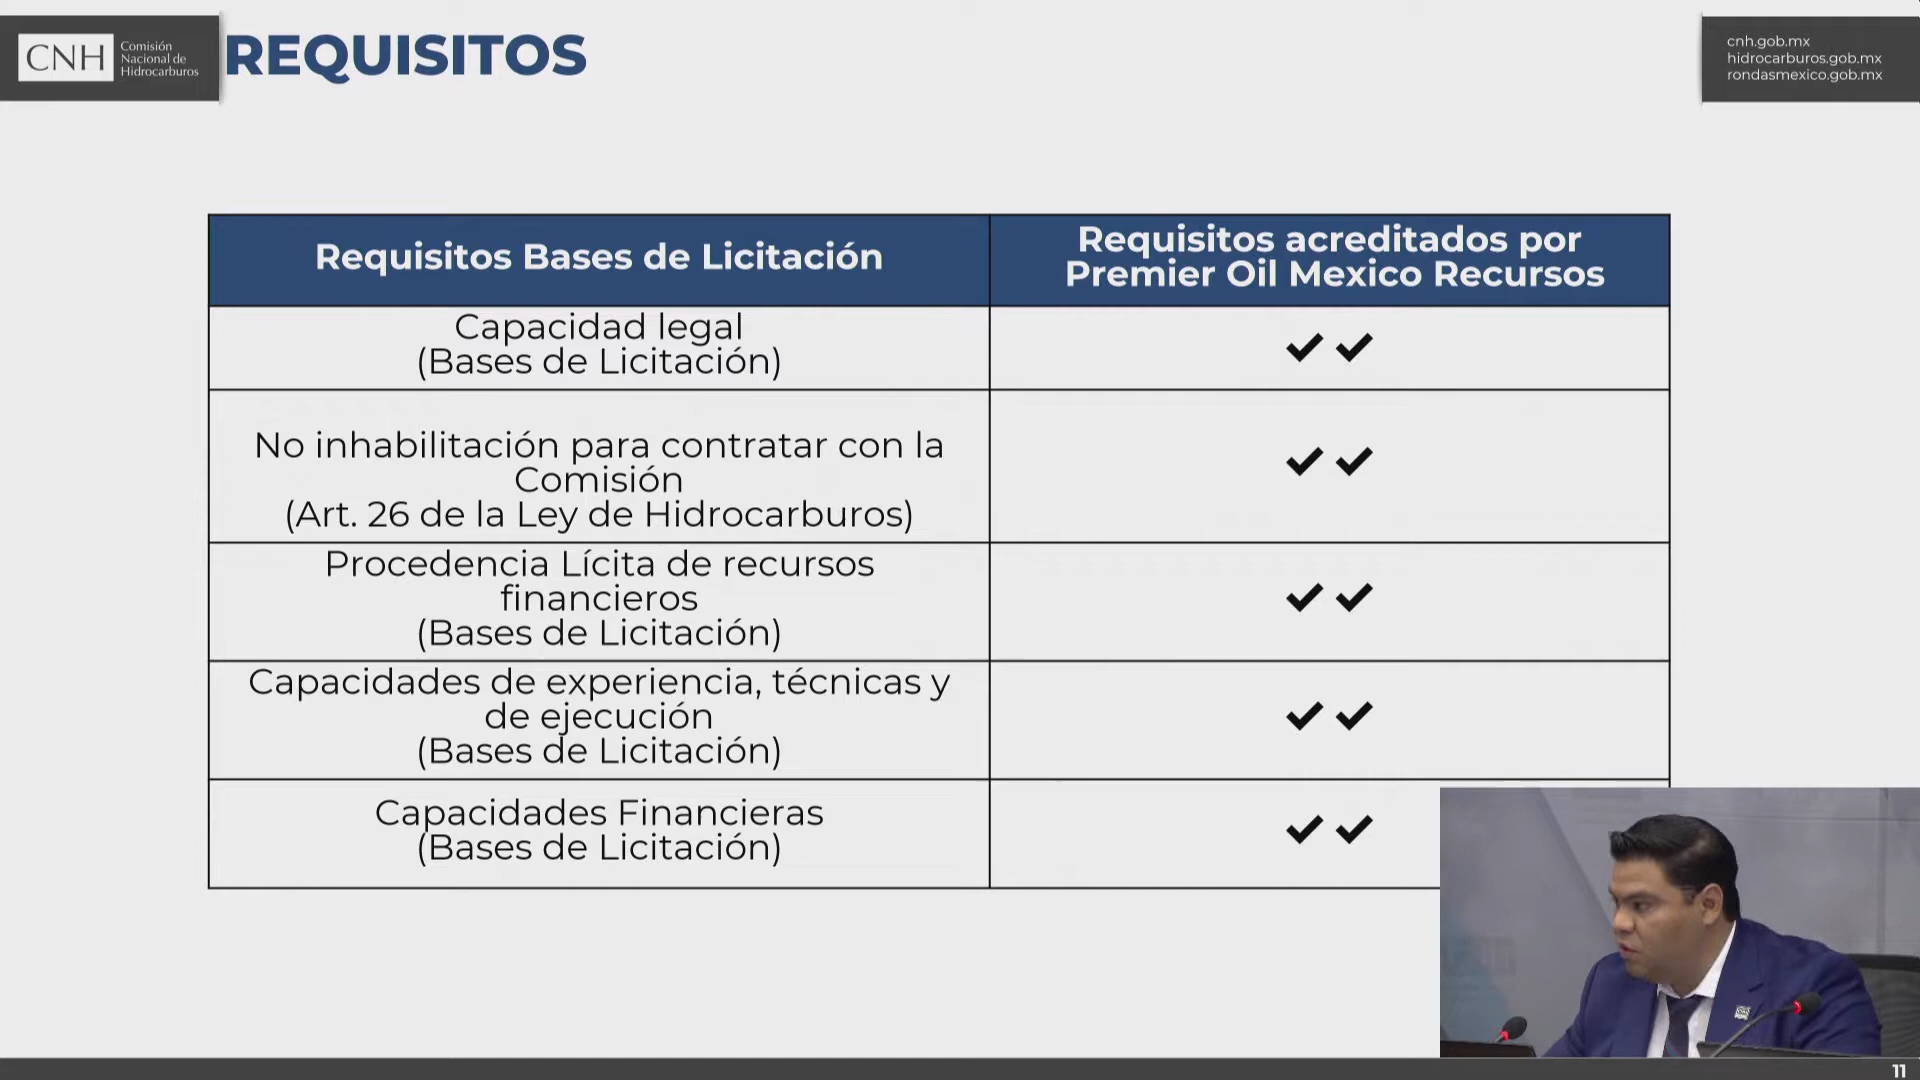 CNH
Comisión
Nacional de
Hidrocarburos
REQUISITOS
cnh.gob.mx
hidrocarburos.gob.mx
rondasmexico.gob.mx
Requisitos Bases de Licitación
Requisitos acreditados por
Premier Oil Mexico Recursos
Capacidad legal
(Bases de Licitación)
✔ ✔
No inhabilitación para contratar con la
Comisión
(Art. 26 de la Ley de Hidrocarburos)
✔ ✔
Procedencia Lícita de recursos
financieros
(Bases de Licitación)
✔ ✔
Capacidades de experiencia, técnicas y
de ejecución
(Bases de Licitación)
✔ ✔
Capacidades Financieras
(Bases de Licitación)
✔ ✔
11